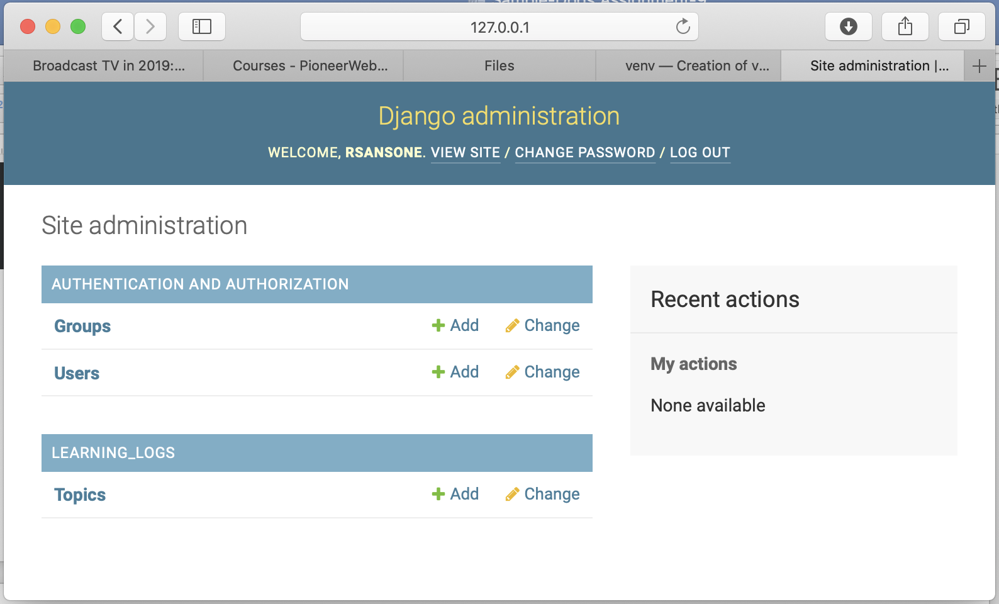 127.0.0.1
Broadcast TV in 2019:...
Courses - PioneerWeb...
Files
venv — Creation of v...
Site administration |...
Django administration
WELCOME, RSANSONE. VIEW SITE / CHANGE PASSWORD / LOG OUT
Site administration
AUTHENTICATION AND AUTHORIZATION
Groups Add Change
Users Add Change
LEARNING_LOGS
Topics Add Change
Recent actions
My actions
None available